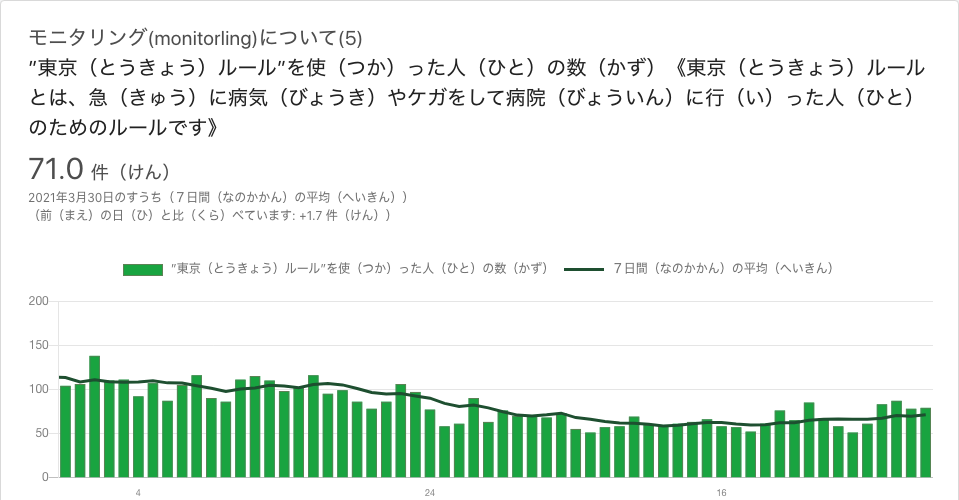 モニタリング(monitorling)について(5)
”東京（とうきょう）ルール”を使（つか）った人（ひと）の数（かず）《東京（とうきょう）ルール
とは、急（きゅう）に病気（びょうき）やケガをして病院（びょういん）に行（い）った人（ひと）
のためのルールです》
71.0 件（けん）
2021年3月30日のすうち（７日間（なのかかん）の平均（へいきん））
（前（まえ）の日（ひ）と比（くら）べています: +1.7 件（けん））
”東京（とうきょう）ルール”を使（つか）った人（ひと）の数（かず） ７日間（なのかかん）の平均（へいきん）
200
150
100
50
0
4 24 16